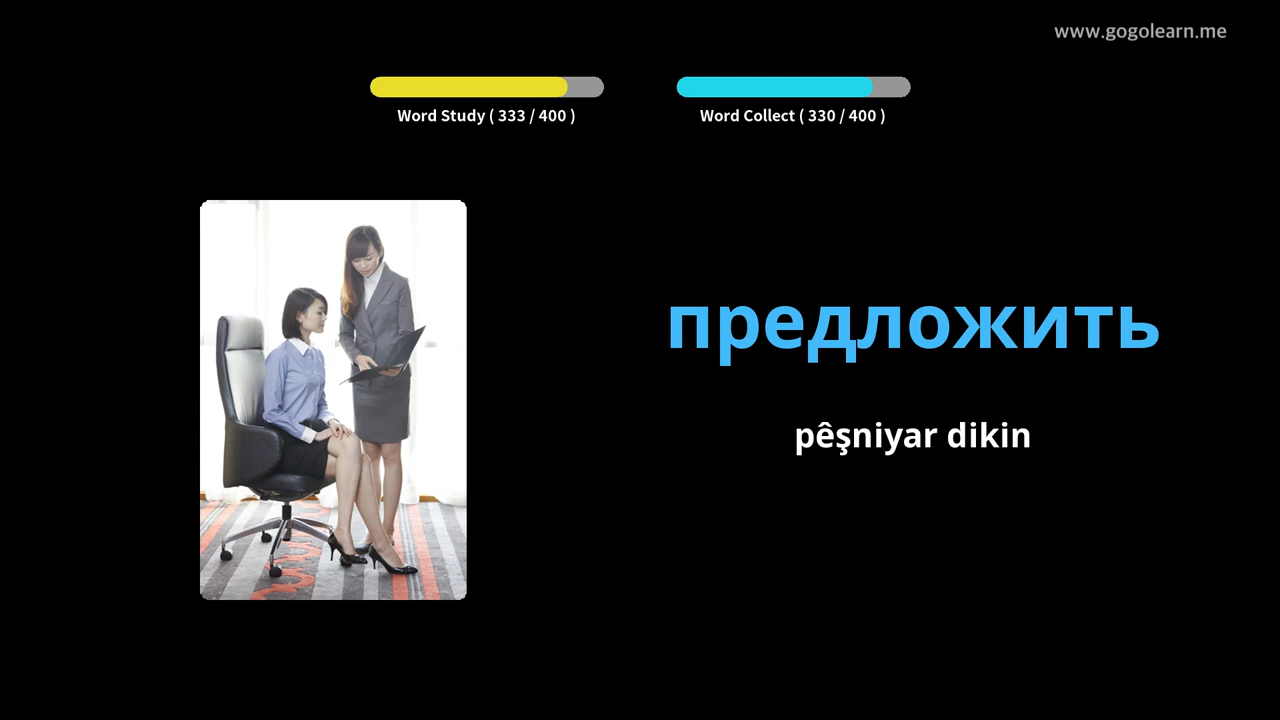 www.gogolearn.me
Word Study ( 333 / 400 )
Word Collect ( 330 / 400 )
предложить
pêşniyar dikin